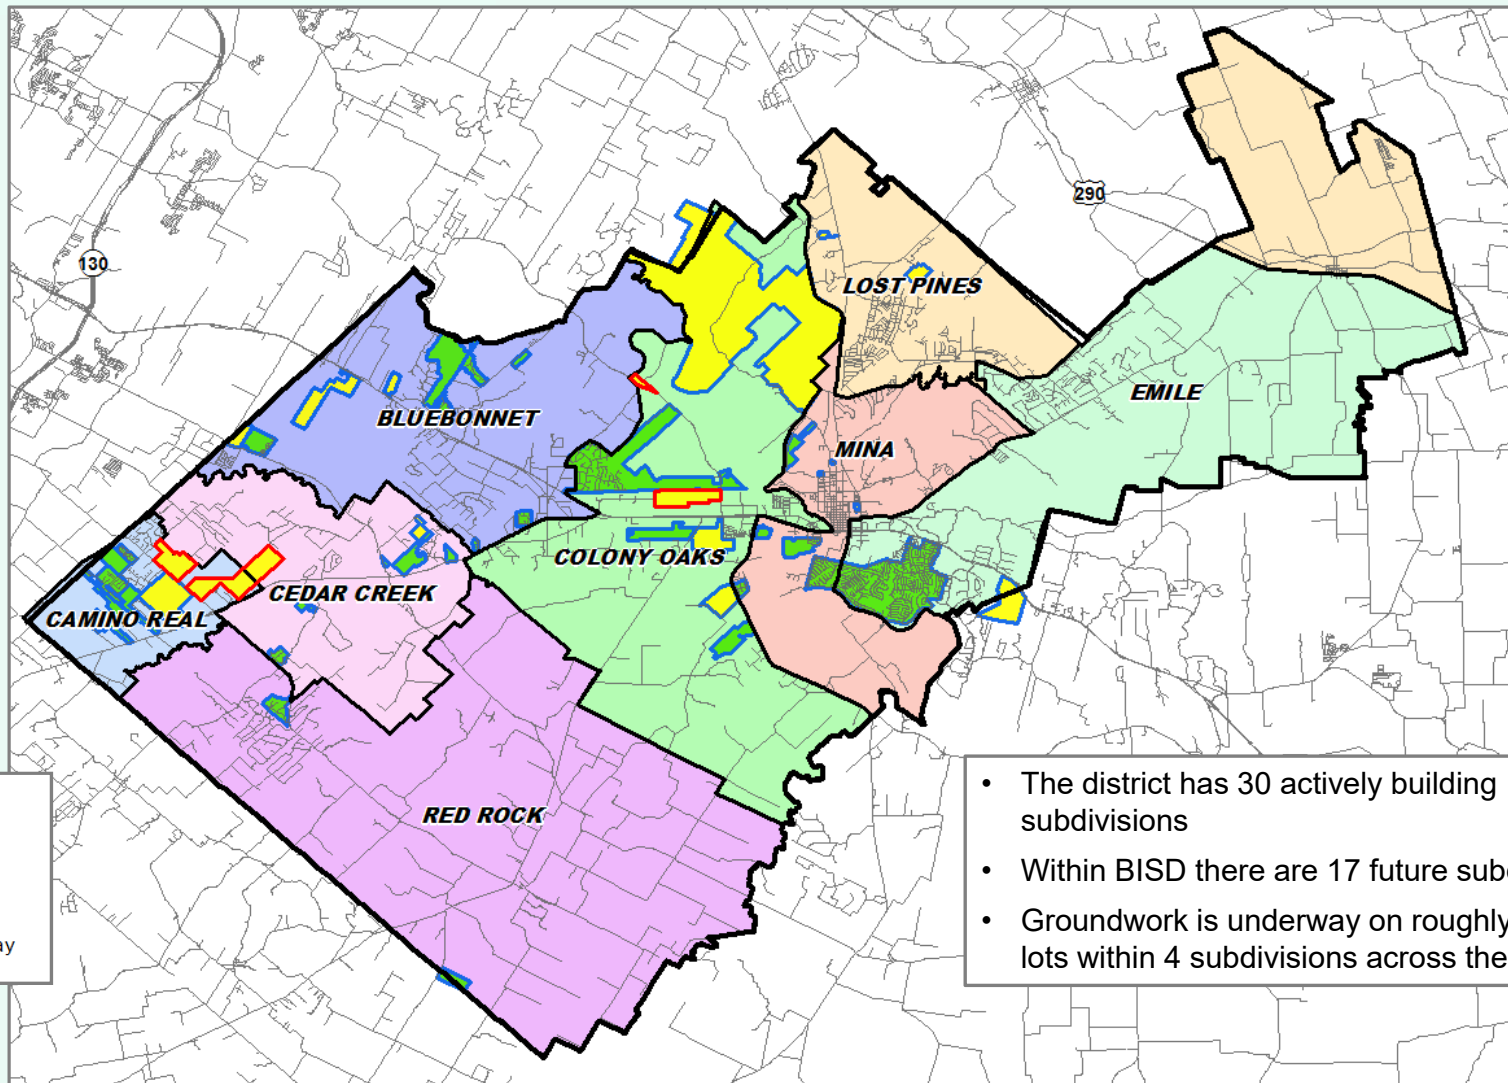 290
130
LOST PINES
EMILE
BLUEBONNET
MINA
COLONY OAKS
CEDAR CREEK
CAMINO REAL
RED ROCK
• The district has 30 actively building
subdivisions
• Within BISD there are 17 future
• Groundwork is underway on roughly
lots within 4 subdivisions across the